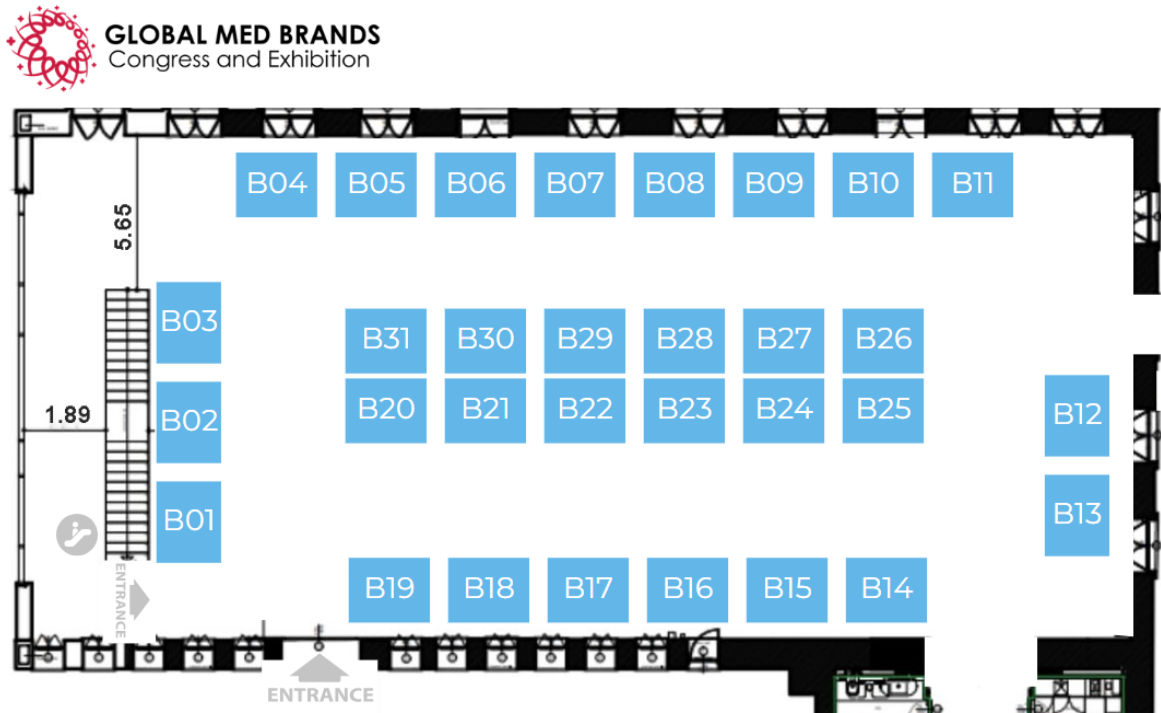 GLOBAL MED BRANDS
Congress and Exhibition
B04 B05 B06 B07 B08 B09 B10 B11
5.65
B03
B31 B30 B29 B28 B27 B26
B20 B21 B22 B23 B24 B25
1.89
B02
B12
B01
B13
B19 B18 B17 B16 B15 B14
ENTRANCE
ENTRANCE